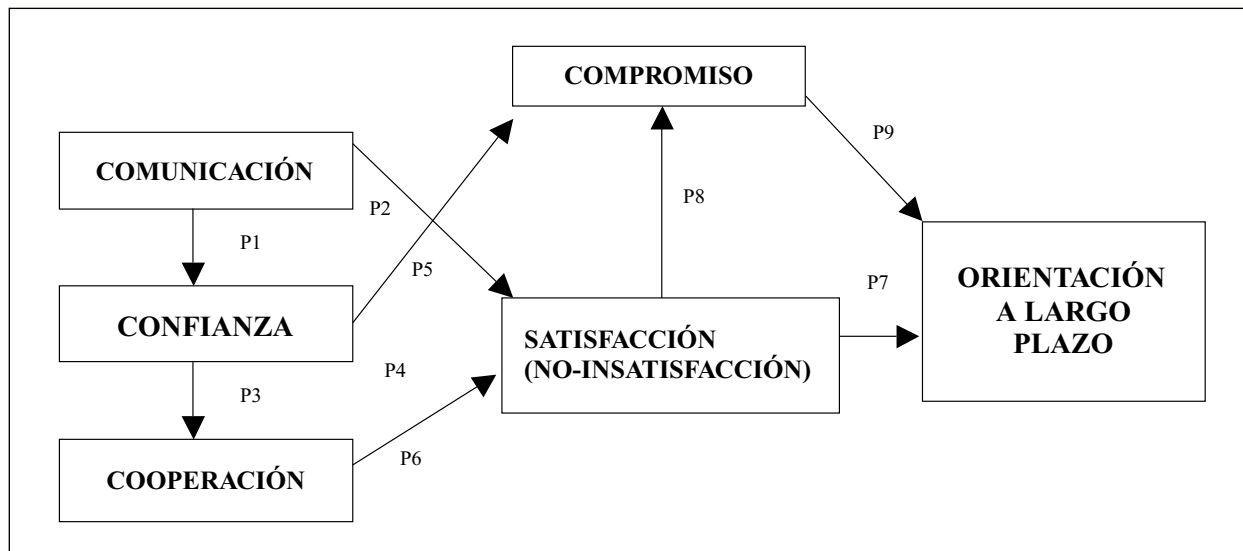 COMPROMISO
P9
COMUNICACIÓN
P2
P8
P1
P5
P7
ORIENTACIÓN
A LARGO
PLAZO
CONFIANZA
SATISFACCIÓN
(NO-INSATISFACCIÓN)
P4
P3
P6
COOPERACIÓN